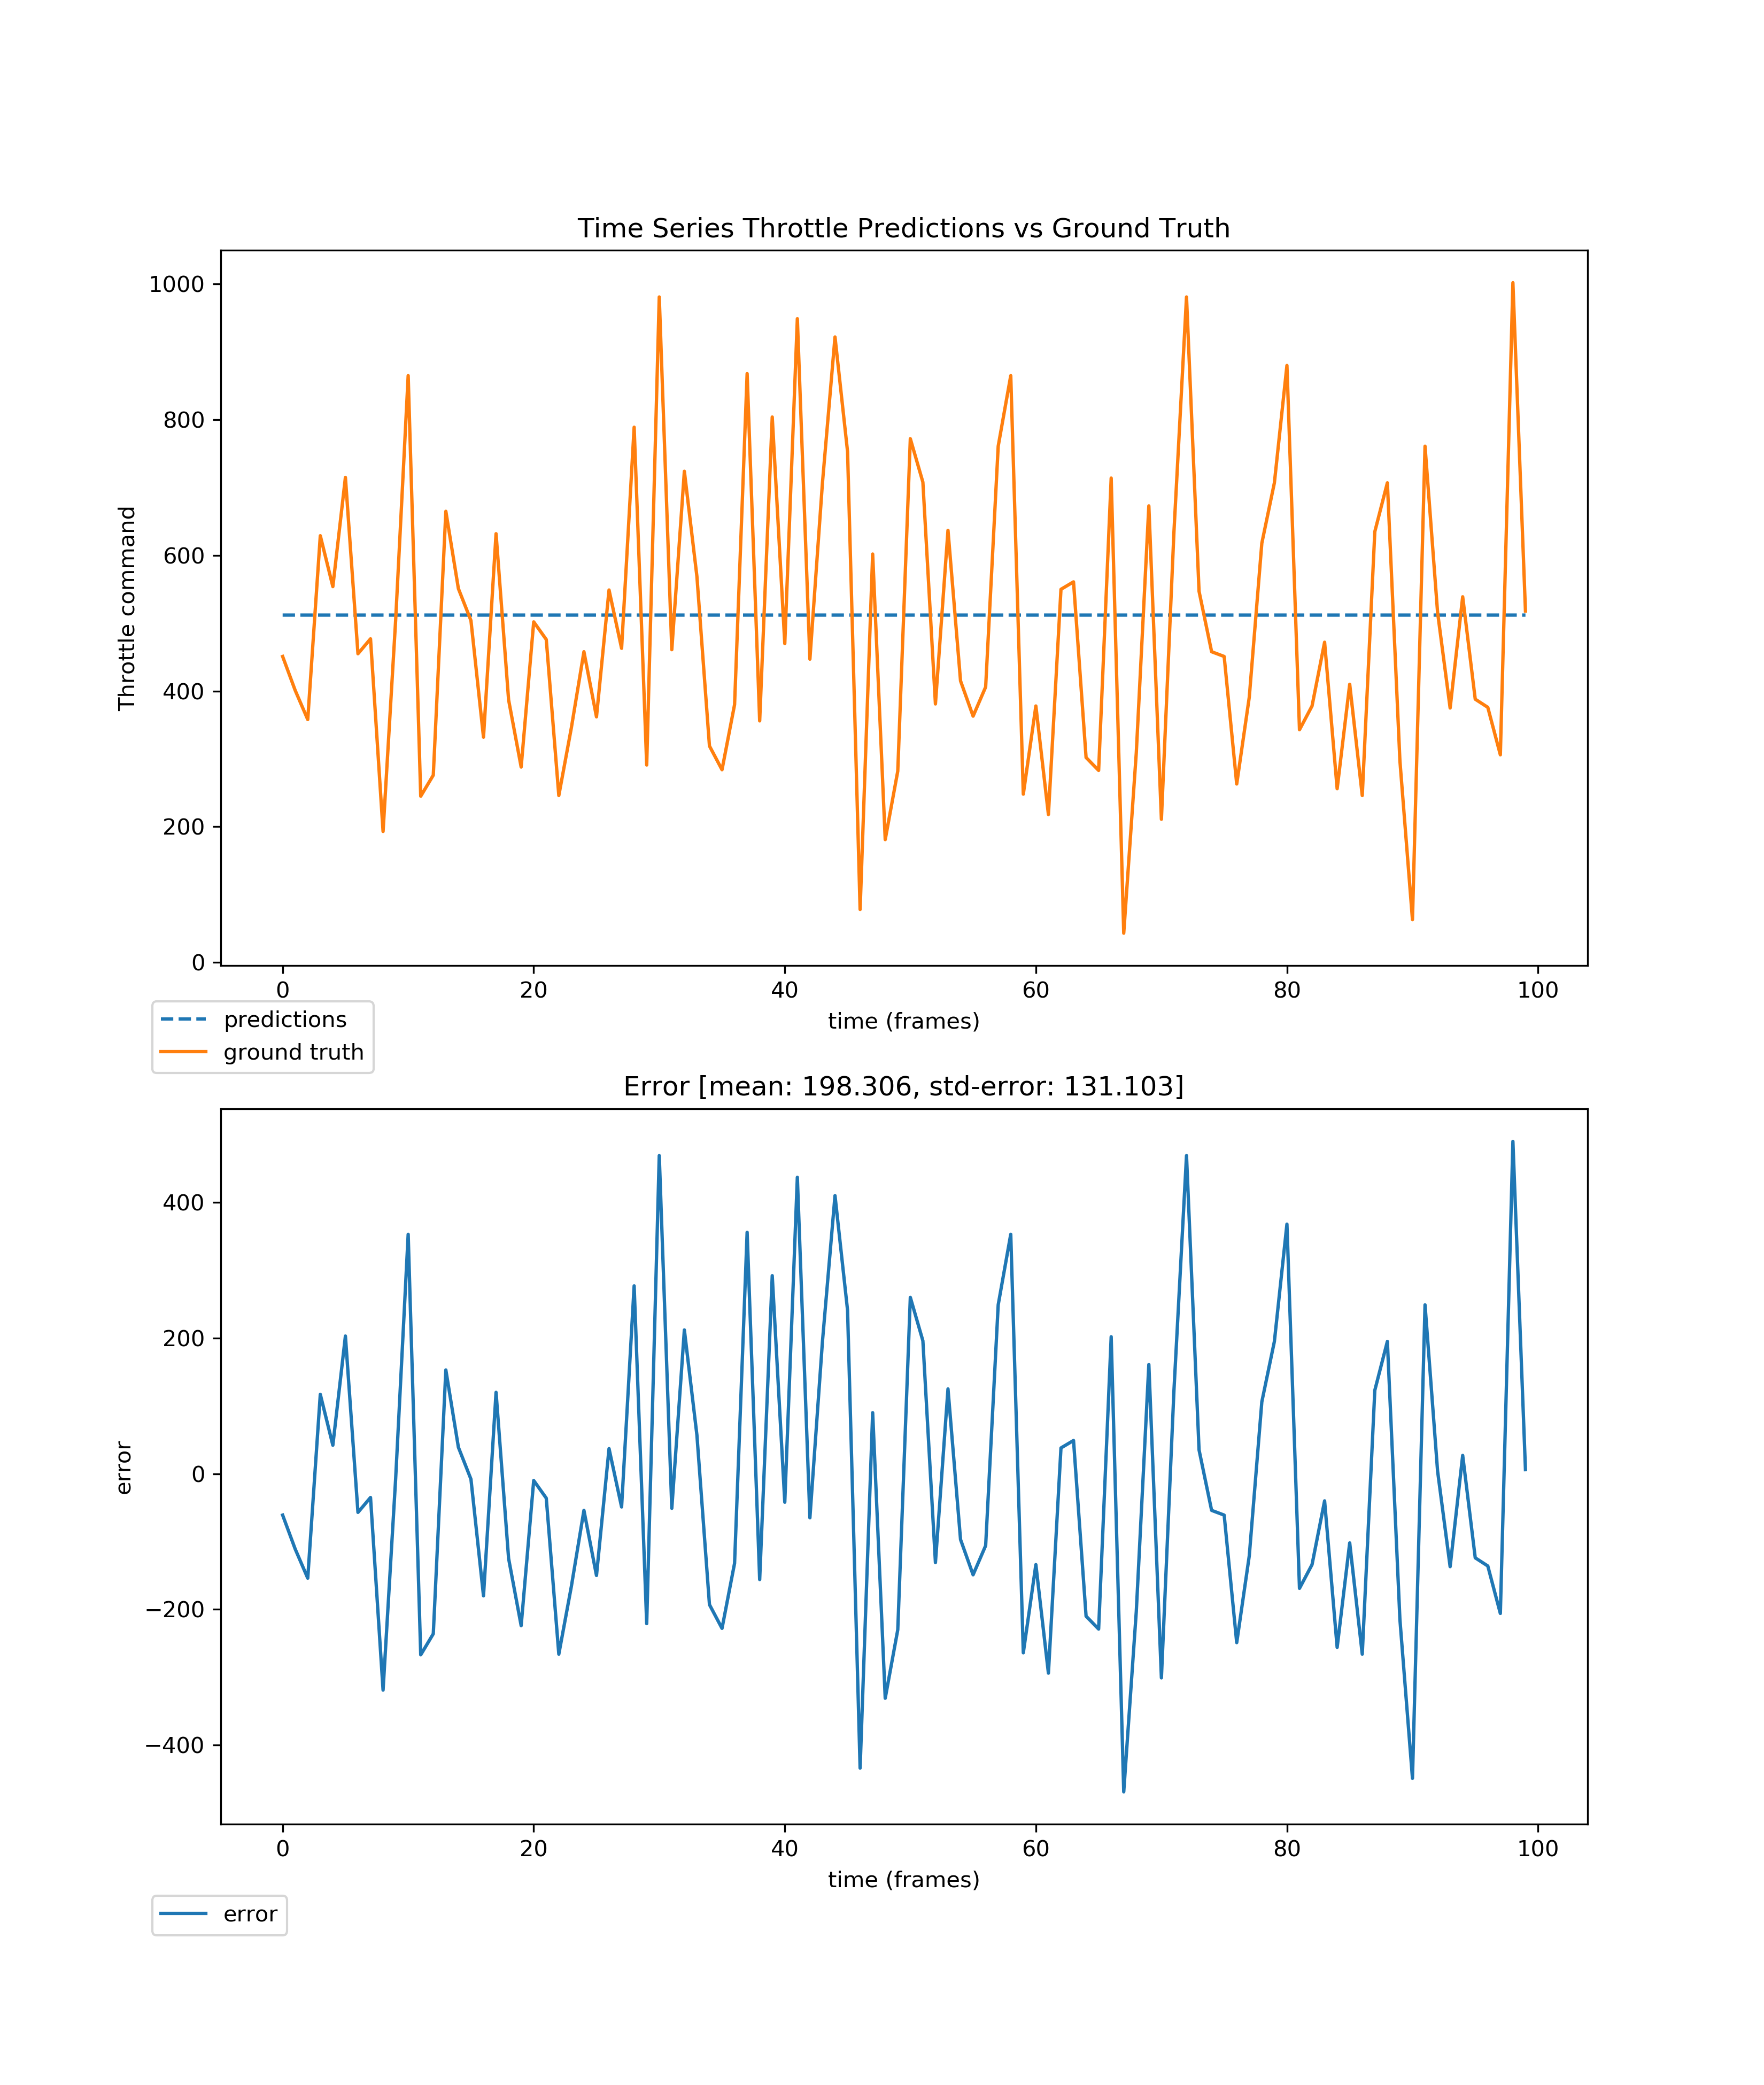 Time Series Throttle Predictions vs Ground Truth
Throttle command
1000
800
600
400
200
0
0 20 40 60 80 100
time (frames)
predictions
ground truth
Error [mean: 198.306, std-error: 131.103]
error
400
200
0
−200
−400
0 20 40 60 80 100
time (frames)
error